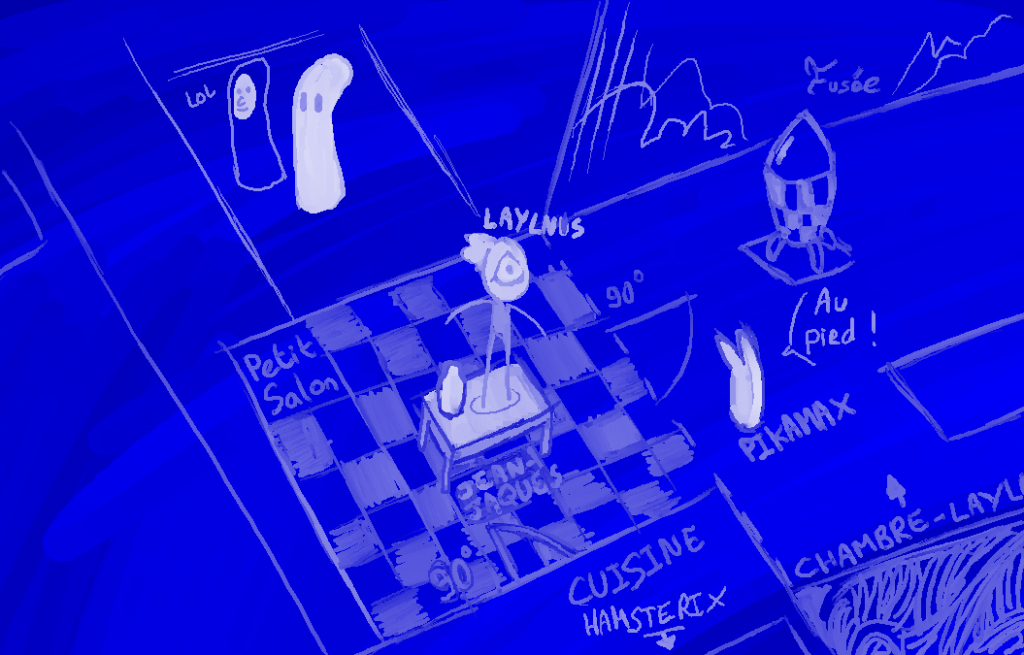 LOL
Fusée
LAYLNUS
90°
Au
pied !
Petit
Salon
PIKAMAX
JEAN-
JAQUES
90°
CUISINE
HAMSTERIX
CHAMBRE-LAYL